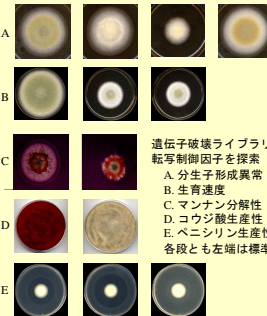 A
B
C
遺伝子破壊ライブラリ
転写制御因子を探索
A. 分生子形成異常
B. 生育速度
C. マンナン分解性
D. コウジ酸生産性
E. ペニシリン生産性
各段とも左端は標準
D
E